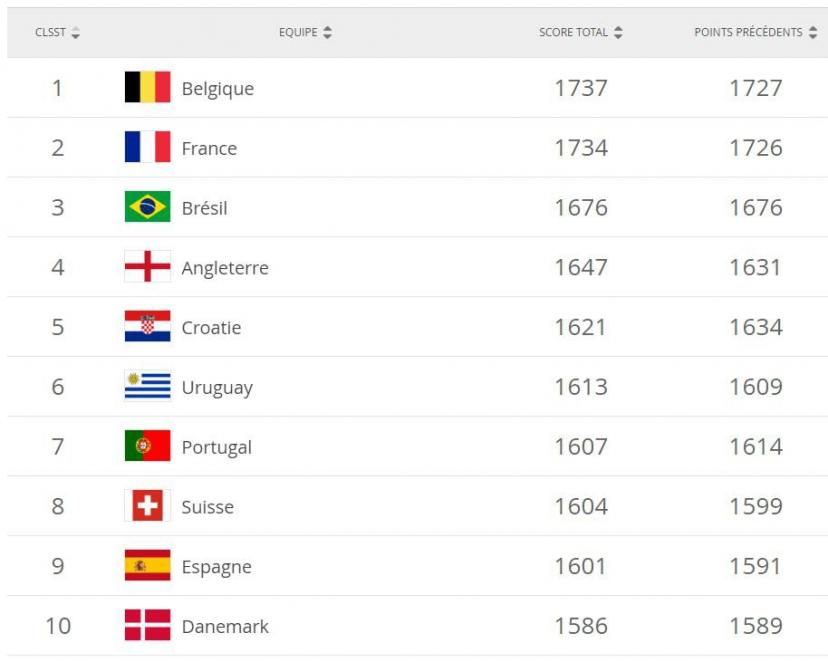 CLSST EQUIPE SCORE TOTAL POINTS PRÉCÉDENTS
1 Belgique 1737 1727
2 France 1734 1726
3 Brésil 1676 1676
4 Angleterre 1647 1631
5 Croatie 1621 1634
6 Uruguay 1613 1609
7 Portugal 1607 1614
8 Suisse 1604 1599
9 Espagne 1601 1591
10 Danemark 1586 1589